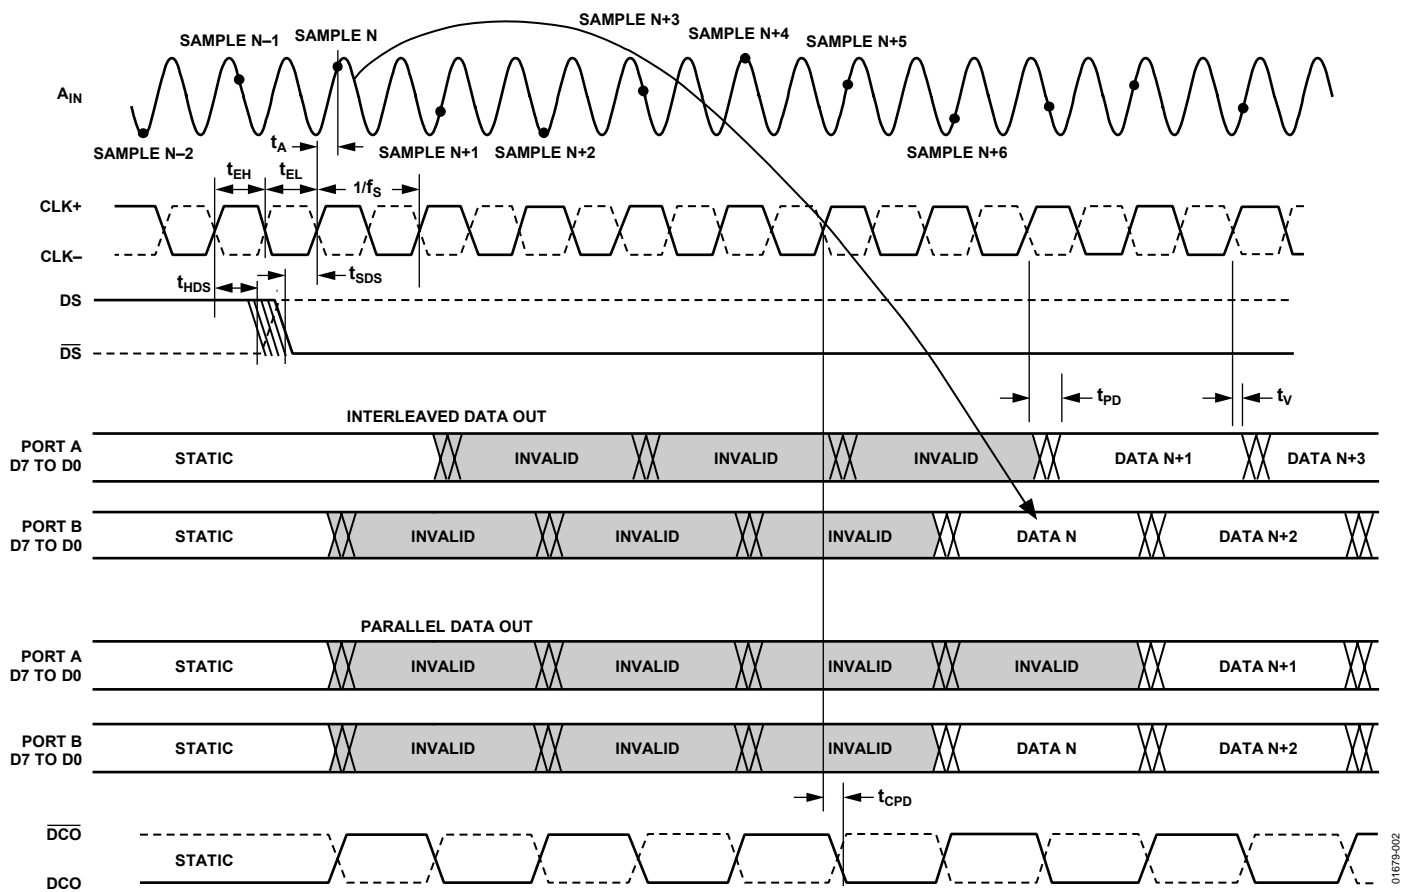 SAMPLE N+3
SAMPLE N–1
SAMPLE N
SAMPLE N+4
SAMPLE N+5
AIN
SAMPLE N–2
tA
SAMPLE N+1
SAMPLE N+2
SAMPLE N+6
tEH
tEL
1/fS
CLK+
CLK–
tHDS
tSDS
DS
DS
tPD
tV
INTERLEAVED DATA OUT
PORT A
D7 TO D0
STATIC
INVALID
INVALID
INVALID
DATA N+1
DATA N+3
PORT B
D7 TO D0
STATIC
INVALID
INVALID
INVALID
DATA N
DATA N+2
PARALLEL DATA OUT
PORT A
D7 TO D0
STATIC
INVALID
INVALID
INVALID
INVALID
DATA N+1
PORT B
D7 TO D0
STATIC
INVALID
INVALID
INVALID
DATA N
DATA N+2
tCPD
DCO
STATIC
DCO
01679-002